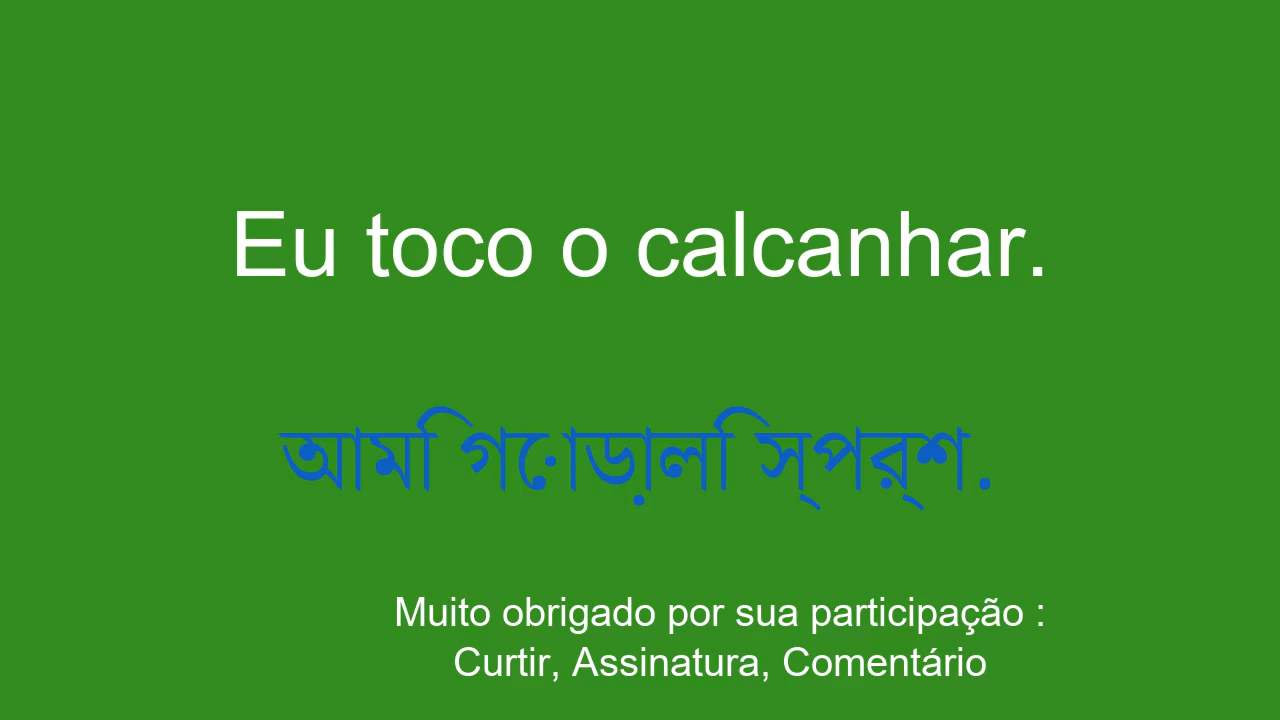 Eu toco o calcanhar.
আমি গোড়ালি স্পর্শ.
Muito obrigado por sua participação :
Curtir, Assinatura, Comentário